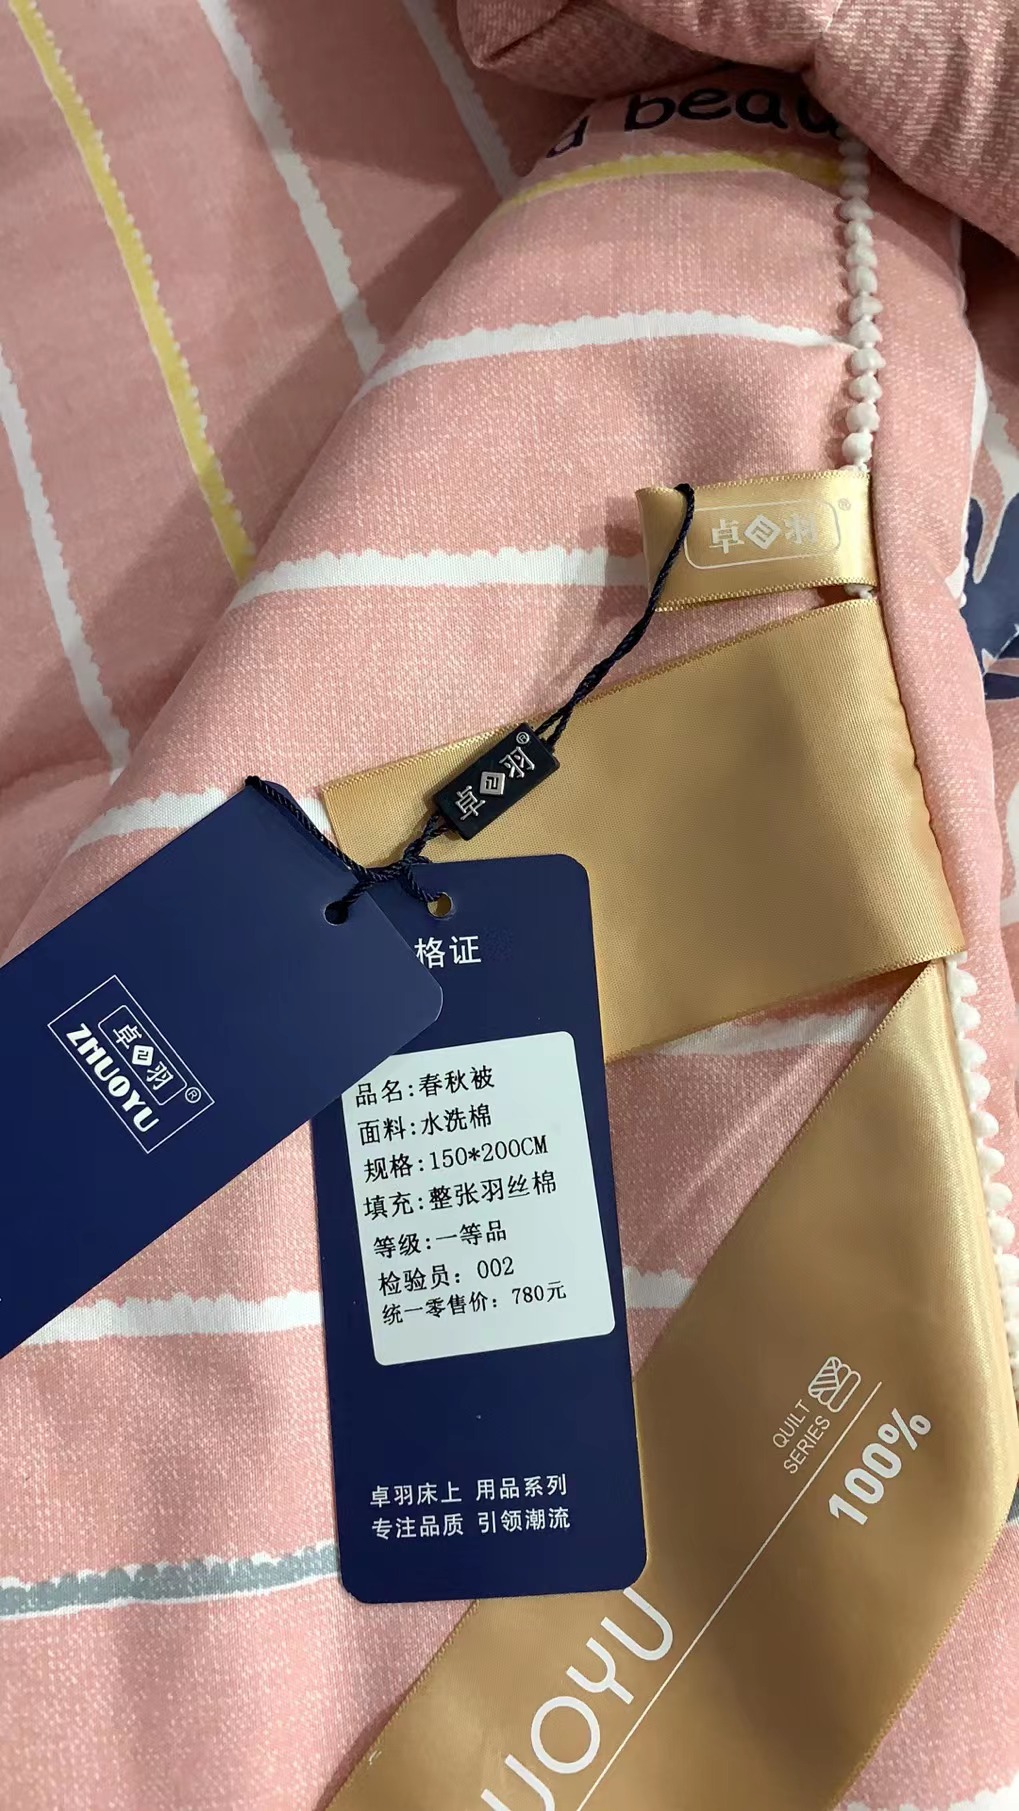 beau
卓羽®
卓羽®
格证
卓羽®
ZHUOYU
品名:春秋被
面料:水洗棉
规格:150*200CM
填充:整张羽丝棉
等级:一等品
检验员: 002
统一零售价: 780元
卓羽床上 用品系列
专注品质 引领潮流
QUILT
SERIES
100%
UOYU